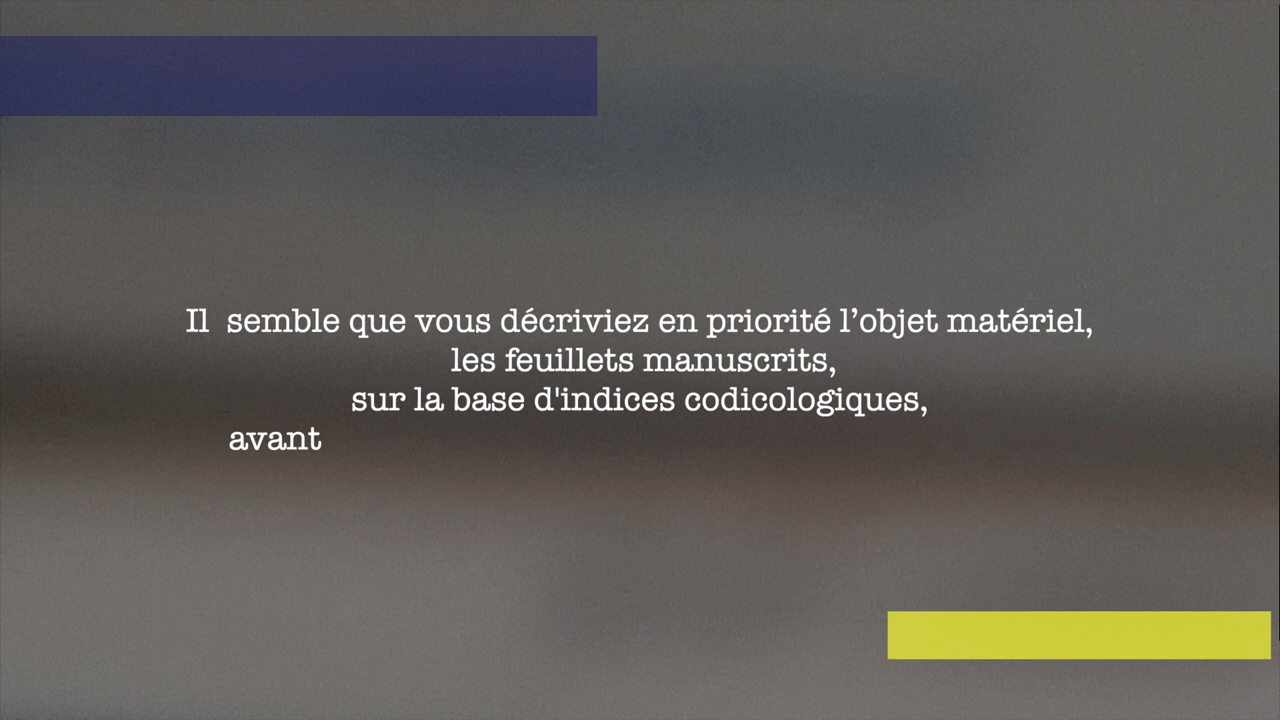 Il  semble que vous décriviez en priorité l’objet matériel,
les feuillets manuscrits,
sur la base d'indices codicologiques,
avant